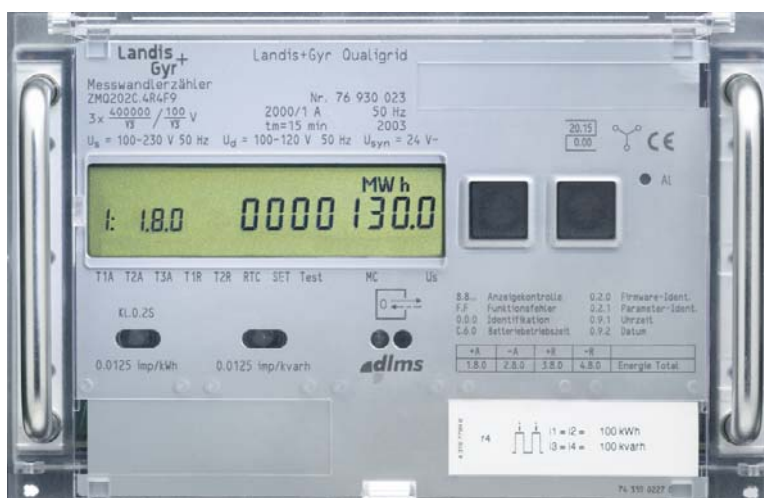 Landis+
Gyr
Landis+Gyr Qualigrid
Messwandlerzähler
ZMQ202C.4R4F9
Nr. 76 930 023
3x 400000/√3 / 100/√3 V
2000/1 A 50 Hz
tm=15 min 2003
Us = 100-230 V 50 Hz Ud = 100-120 V 50 Hz Usyn = 24 V-
20.15
0.00
CE
AL
MWh
1: 1.8.0 0000130.0
T1A T2A T3A T1R T2R RTC SET Test MC Us
KL.0.2S
0.0125 imp/kWh
0.0125 imp/kvarh
dlms
8.8... Anzeigekontrolle 0.2.0 Firmware-Ident.
F.F Funktionsfehler 0.2.1 Parameter-Ident.
0.0.0 Identifikation 0.9.1 Uhrzeit
C.6.0 Batteriebetriebszeit 0.9.2 Datum
+A -A +R -R
1.8.0 2.8.0 3.8.0 4.8.0 Energie Total
r4
i1 = i2 = 100 kWh
i3 = i4 = 100 kvarh